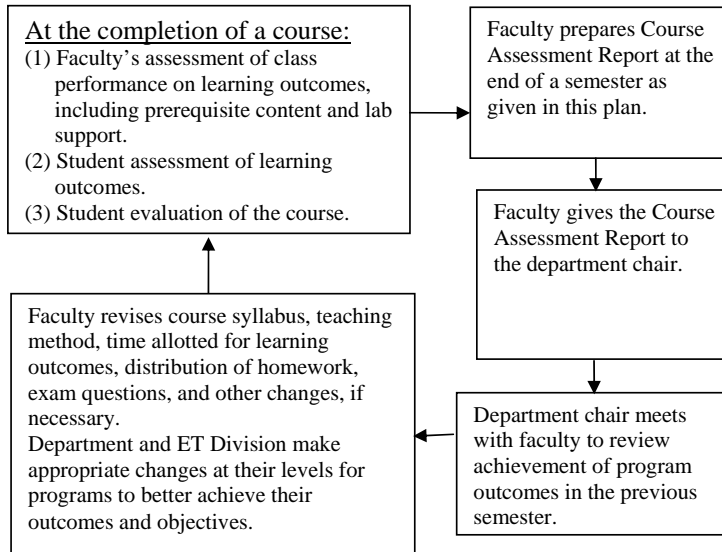 At the completion of a course:
(1) Faculty's assessment of class
performance on learning outcomes,
including prerequisite content and lab
support.
(2) Student assessment of learning
outcomes.
(3) Student evaluation of the course.
Faculty prepares Course
Assessment Report at the
end of a semester as
given in this plan.
Faculty gives the Course
Assessment Report to
the department chair.
Department chair meets
with faculty to review
achievement of program
outcomes in the previous
semester.
Faculty revises course syllabus, teaching
method, time allotted for learning
outcomes, distribution of homework,
exam questions, and other changes, if
necessary.
Department and ET Division make
appropriate changes at their levels for
programs to better achieve their
outcomes and objectives.